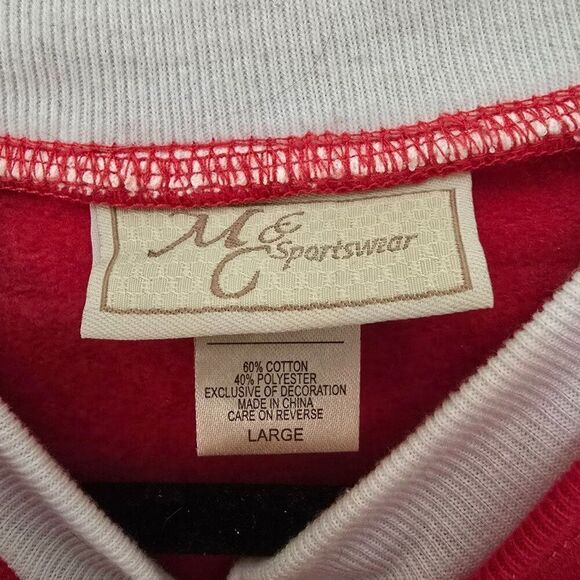 M & C Sportswear
60% COTTON
40% POLYESTER
EXCLUSIVE OF DECORATION
MADE IN CHINA
CARE ON REVERSE
LARGE